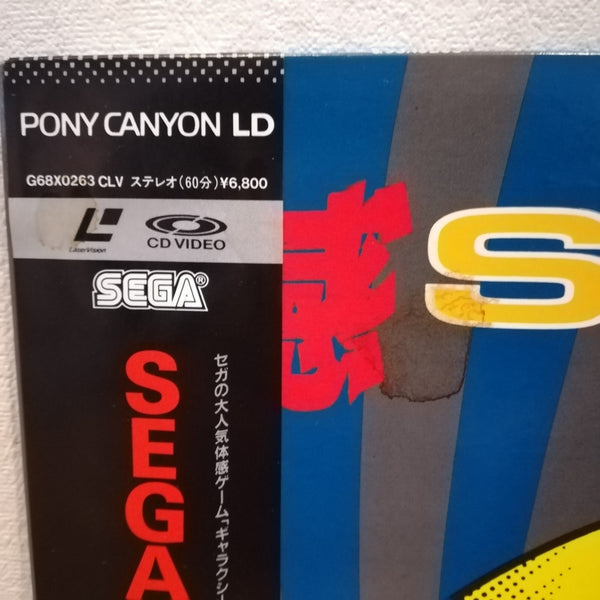 PONY CANYON LD
G68X0263 CLV ステレオ(60分)¥6,800
LaserVision
CD VIDEO
SEGA®
SEGA
セガの大人気体感ゲーム「ギャラクシー
感
S